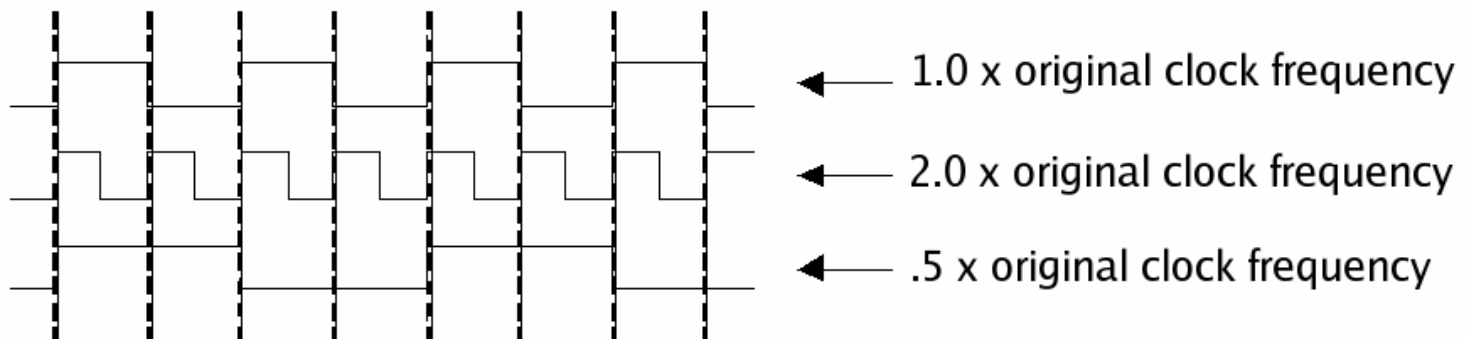 1.0 x original clock frequency
2.0 x original clock frequency
.5 x original clock frequency